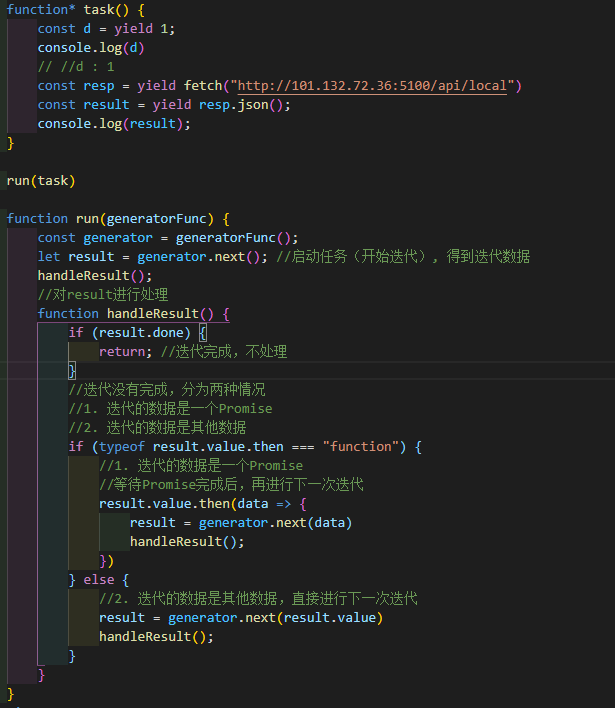 function* task() {
    const d = yield 1;
    console.log(d)
    // //d : 1
    const resp = yield fetch("http://101.132.72.36:5100/api/local")
    const result = yield resp.json();
    console.log(result);
}

run(task)

function run(generatorFunc) {
    const generator = generatorFunc();
    let result = generator.next(); //启动任务（开始迭代）, 得到迭代数据
    handleResult();
    //对result进行处理
    function handleResult() {
        if (result.done) {
            return; //迭代完成，不处理
        }
        //迭代没有完成，分为两种情况
        //1. 迭代的数据是一个Promise
        //2. 迭代的数据是其他数据
        if (typeof result.value.then === "function") {
            //1. 迭代的数据是一个Promise
            //等待Promise完成后，再进行下一次迭代
            result.value.then(data => {
                result = generator.next(data)
                handleResult();
            })
        } else {
            //2. 迭代的数据是其他数据，直接进行下一次迭代
            result = generator.next(result.value)
            handleResult();
        }
    }
}